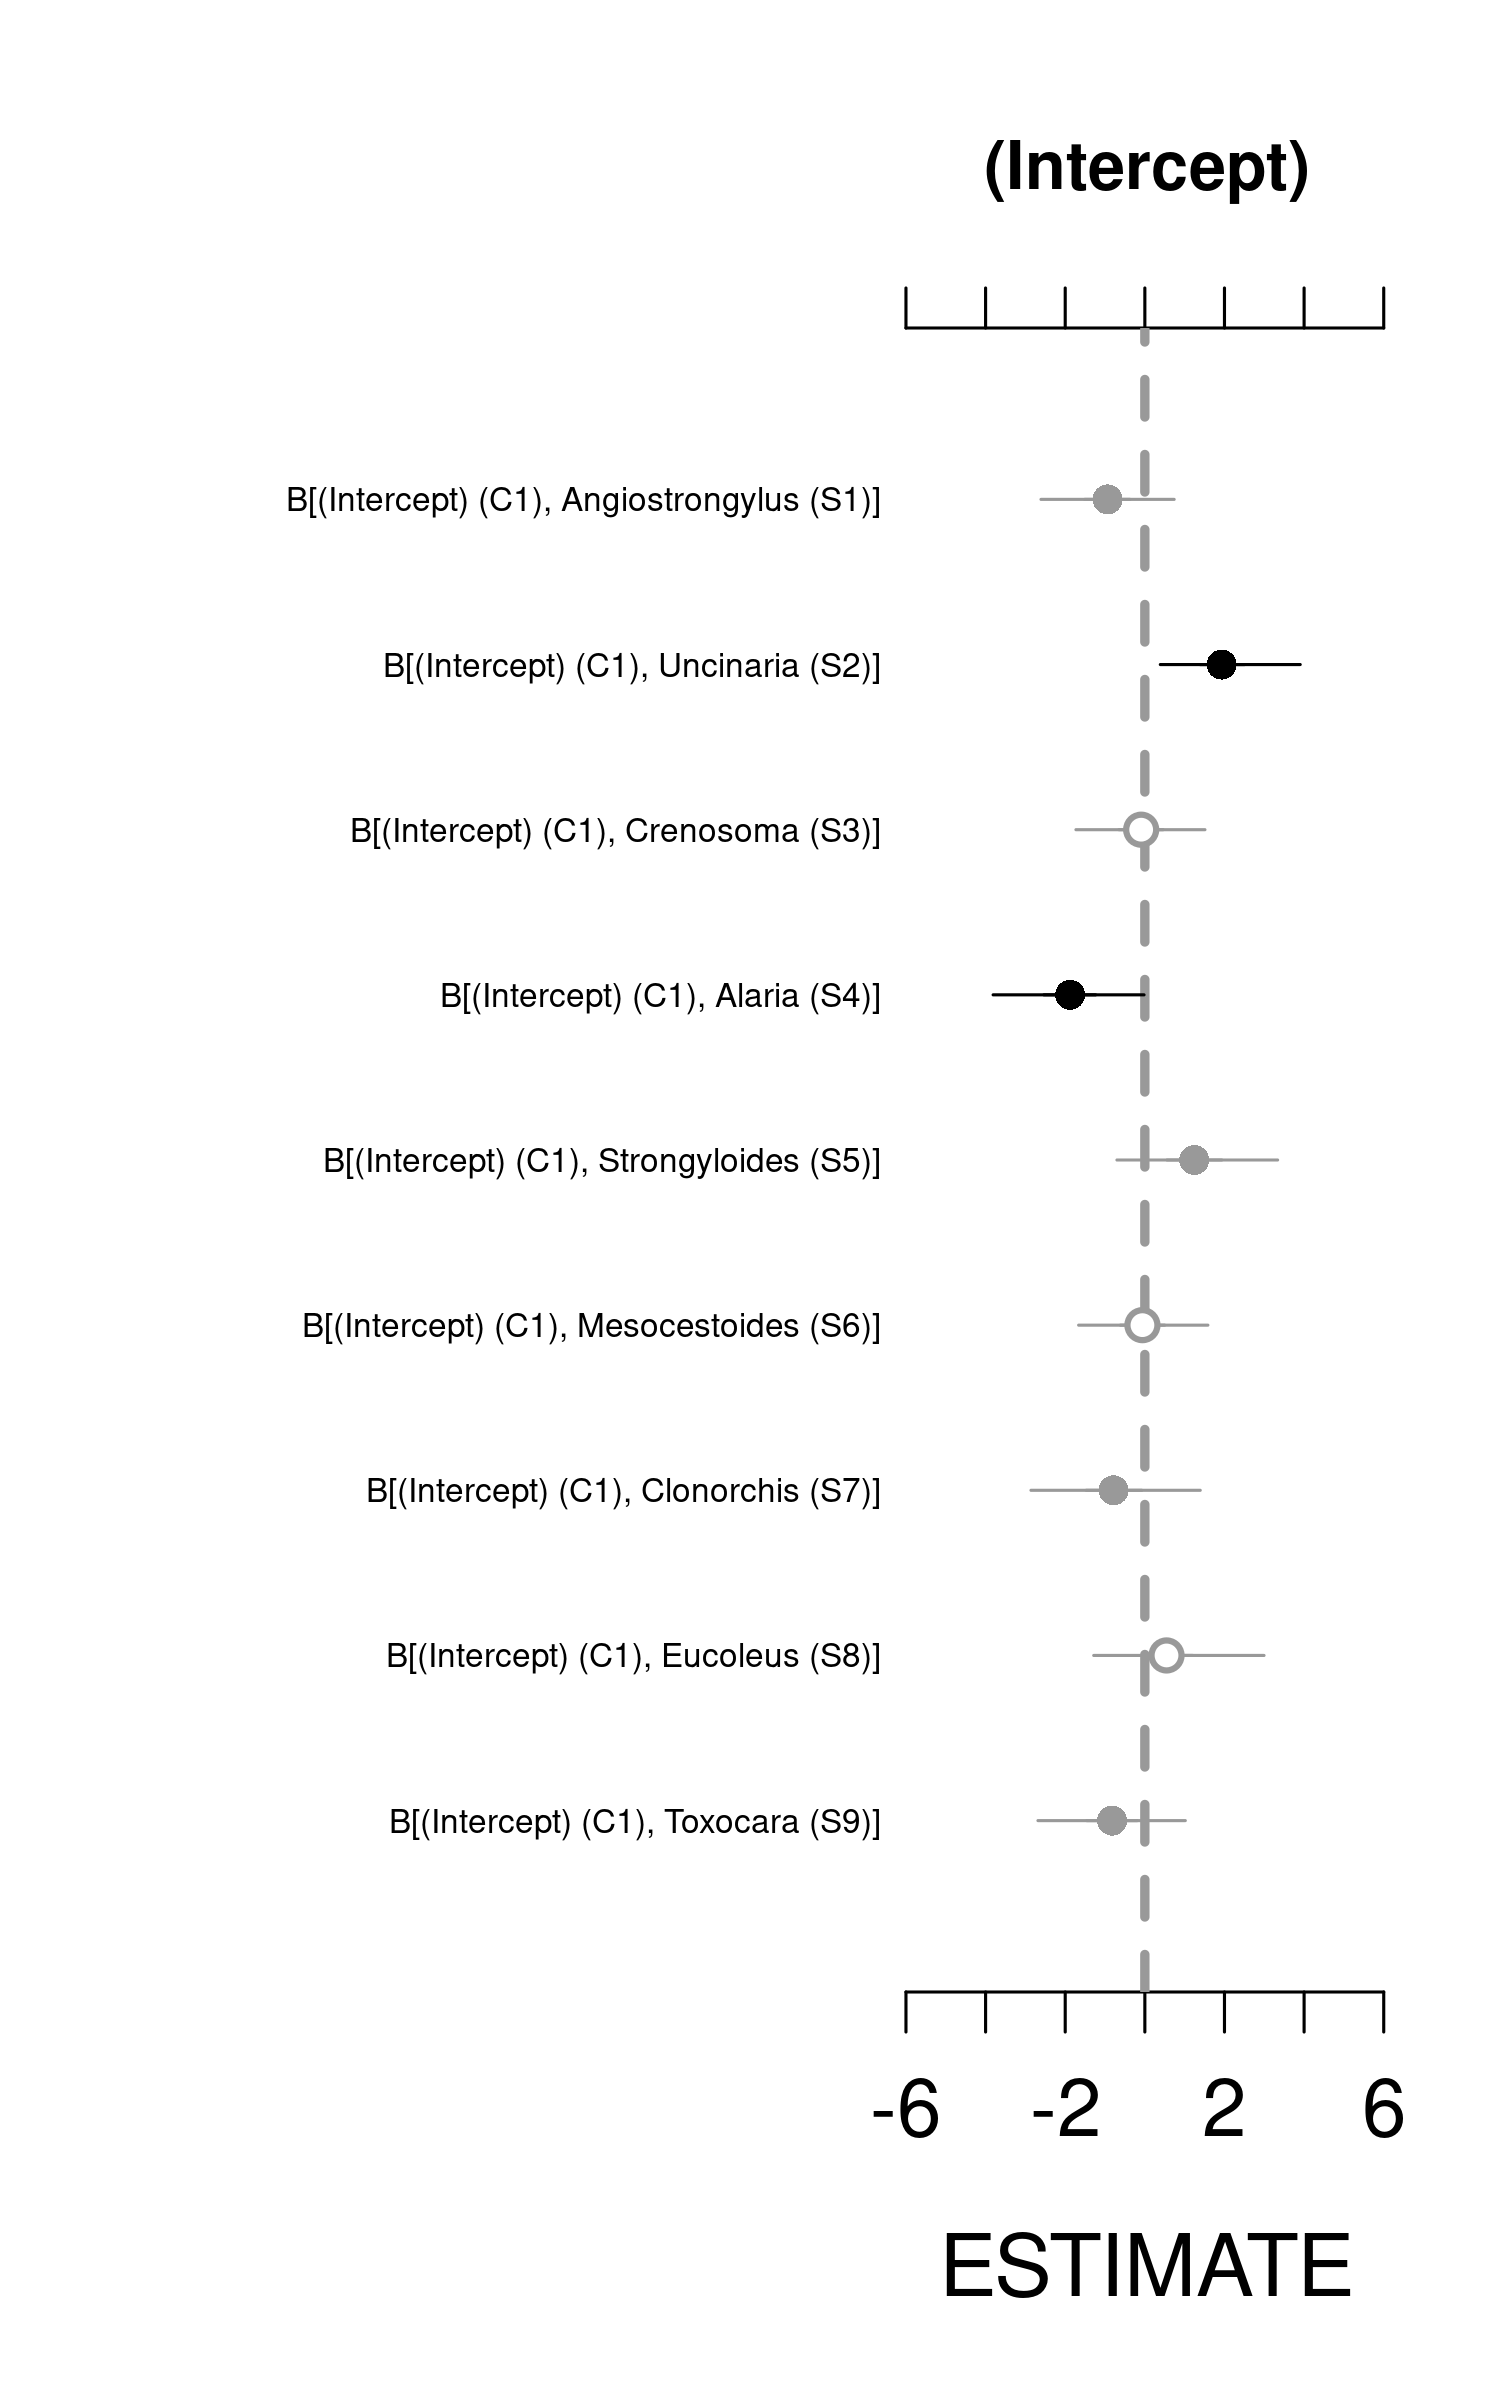 (Intercept)
B[(Intercept) (C1), Angiostrongylus (S1)]
B[(Intercept) (C1), Uncinaria (S2)]
B[(Intercept) (C1), Crenosoma (S3)]
B[(Intercept) (C1), Alaria (S4)]
B[(Intercept) (C1), Strongyloides (S5)]
B[(Intercept) (C1), Mesocestoides (S6)]
B[(Intercept) (C1), Clonorchis (S7)]
B[(Intercept) (C1), Eucoleus (S8)]
B[(Intercept) (C1), Toxocara (S9)]
-6 -2 2 6
ESTIMATE